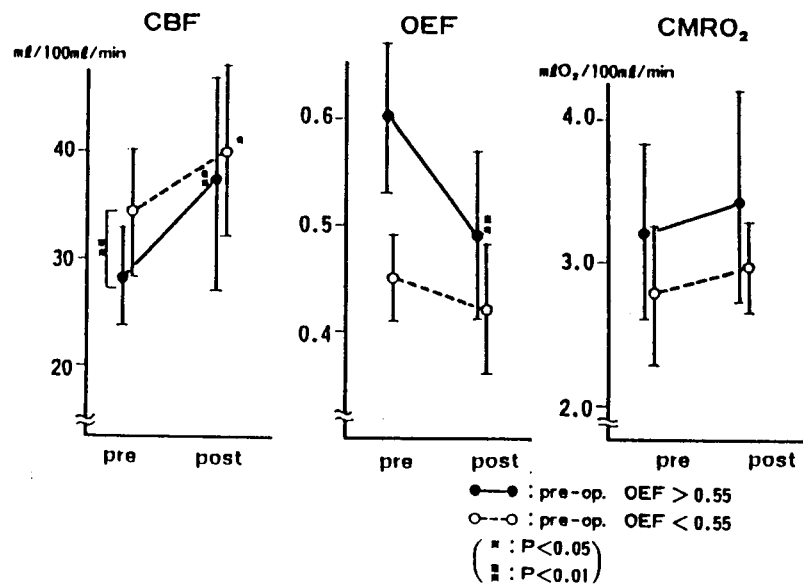 CBF
OEF
CMRO₂
mℓ/100mℓ/min
mℓO₂/100mℓ/min
40
30
20
0.6
0.5
0.4
4.0
3.0
2.0
pre post
pre post
pre post
: pre-op. OEF > 0.55
: pre-op. OEF < 0.55
* : P<0.05
** : P<0.01